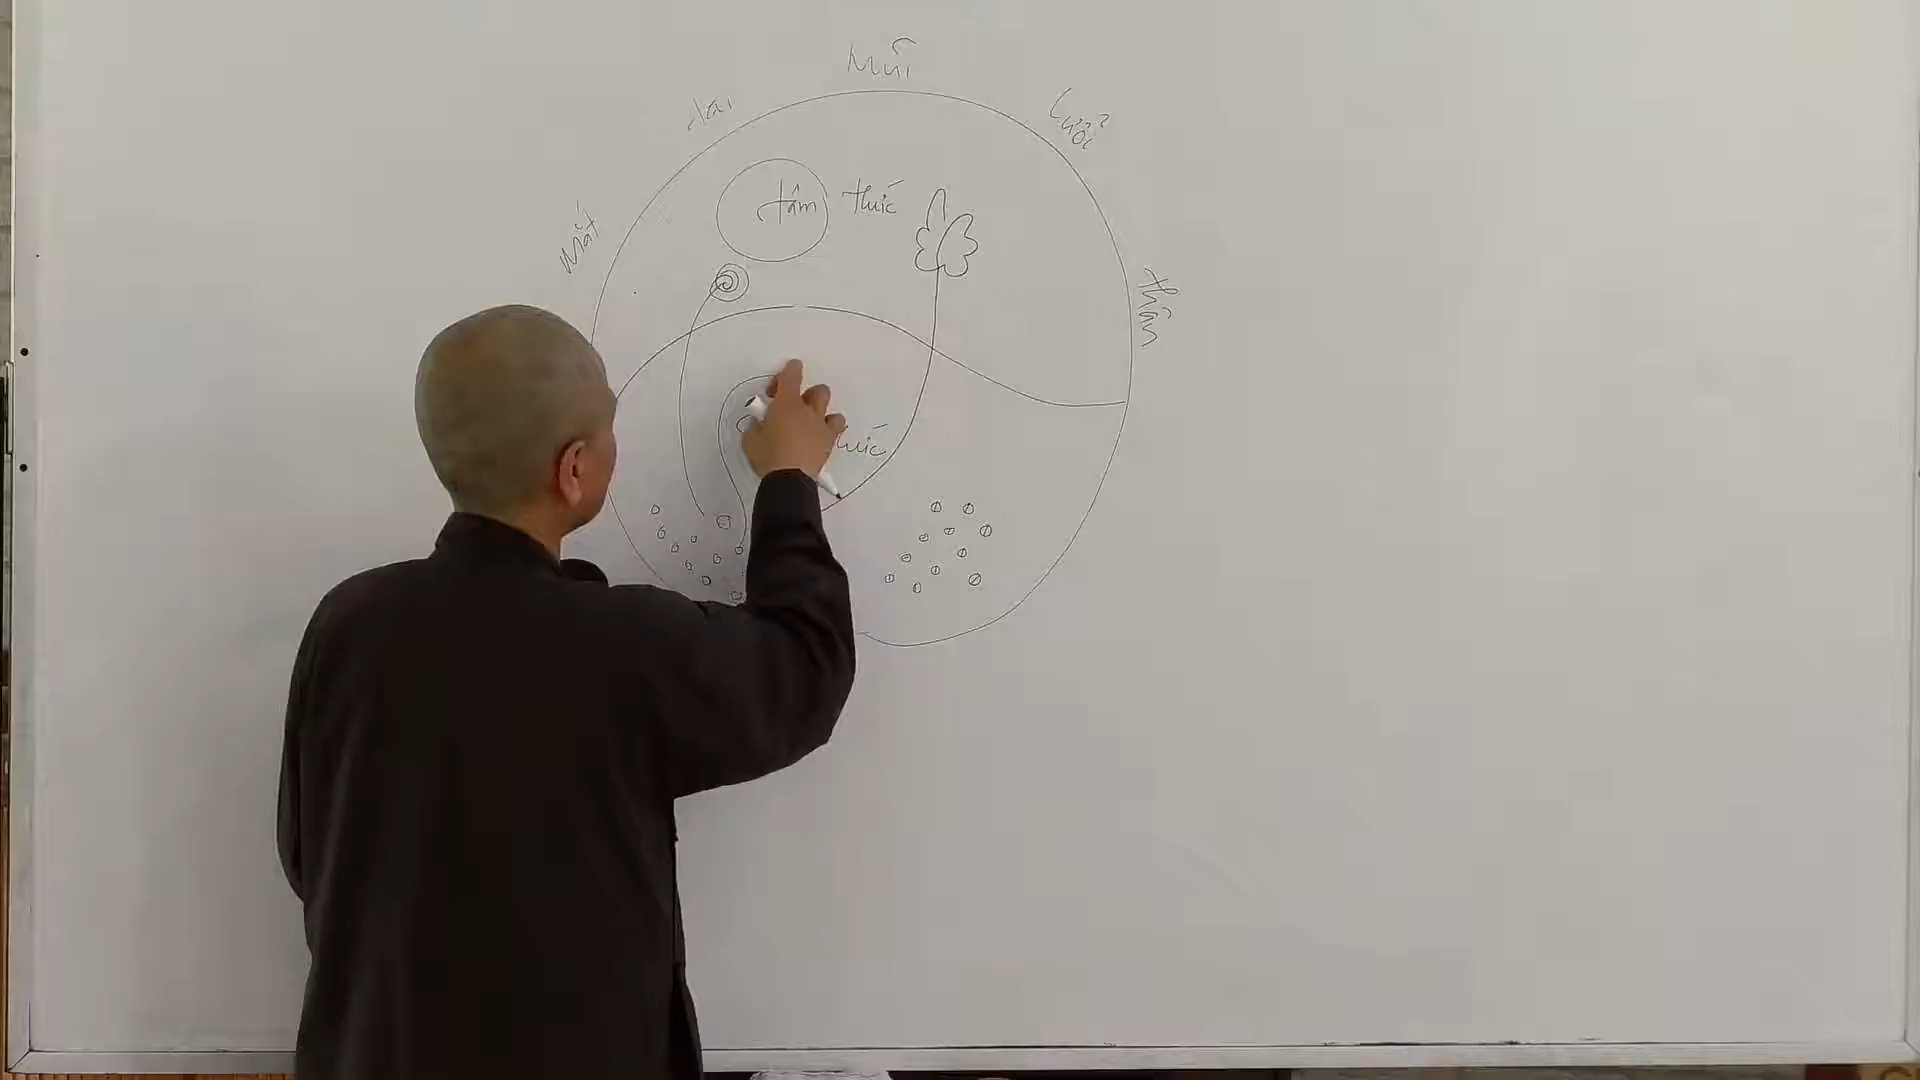 Mũi
tai
Lưỡi
tâm thức
Mắt
thân
thức